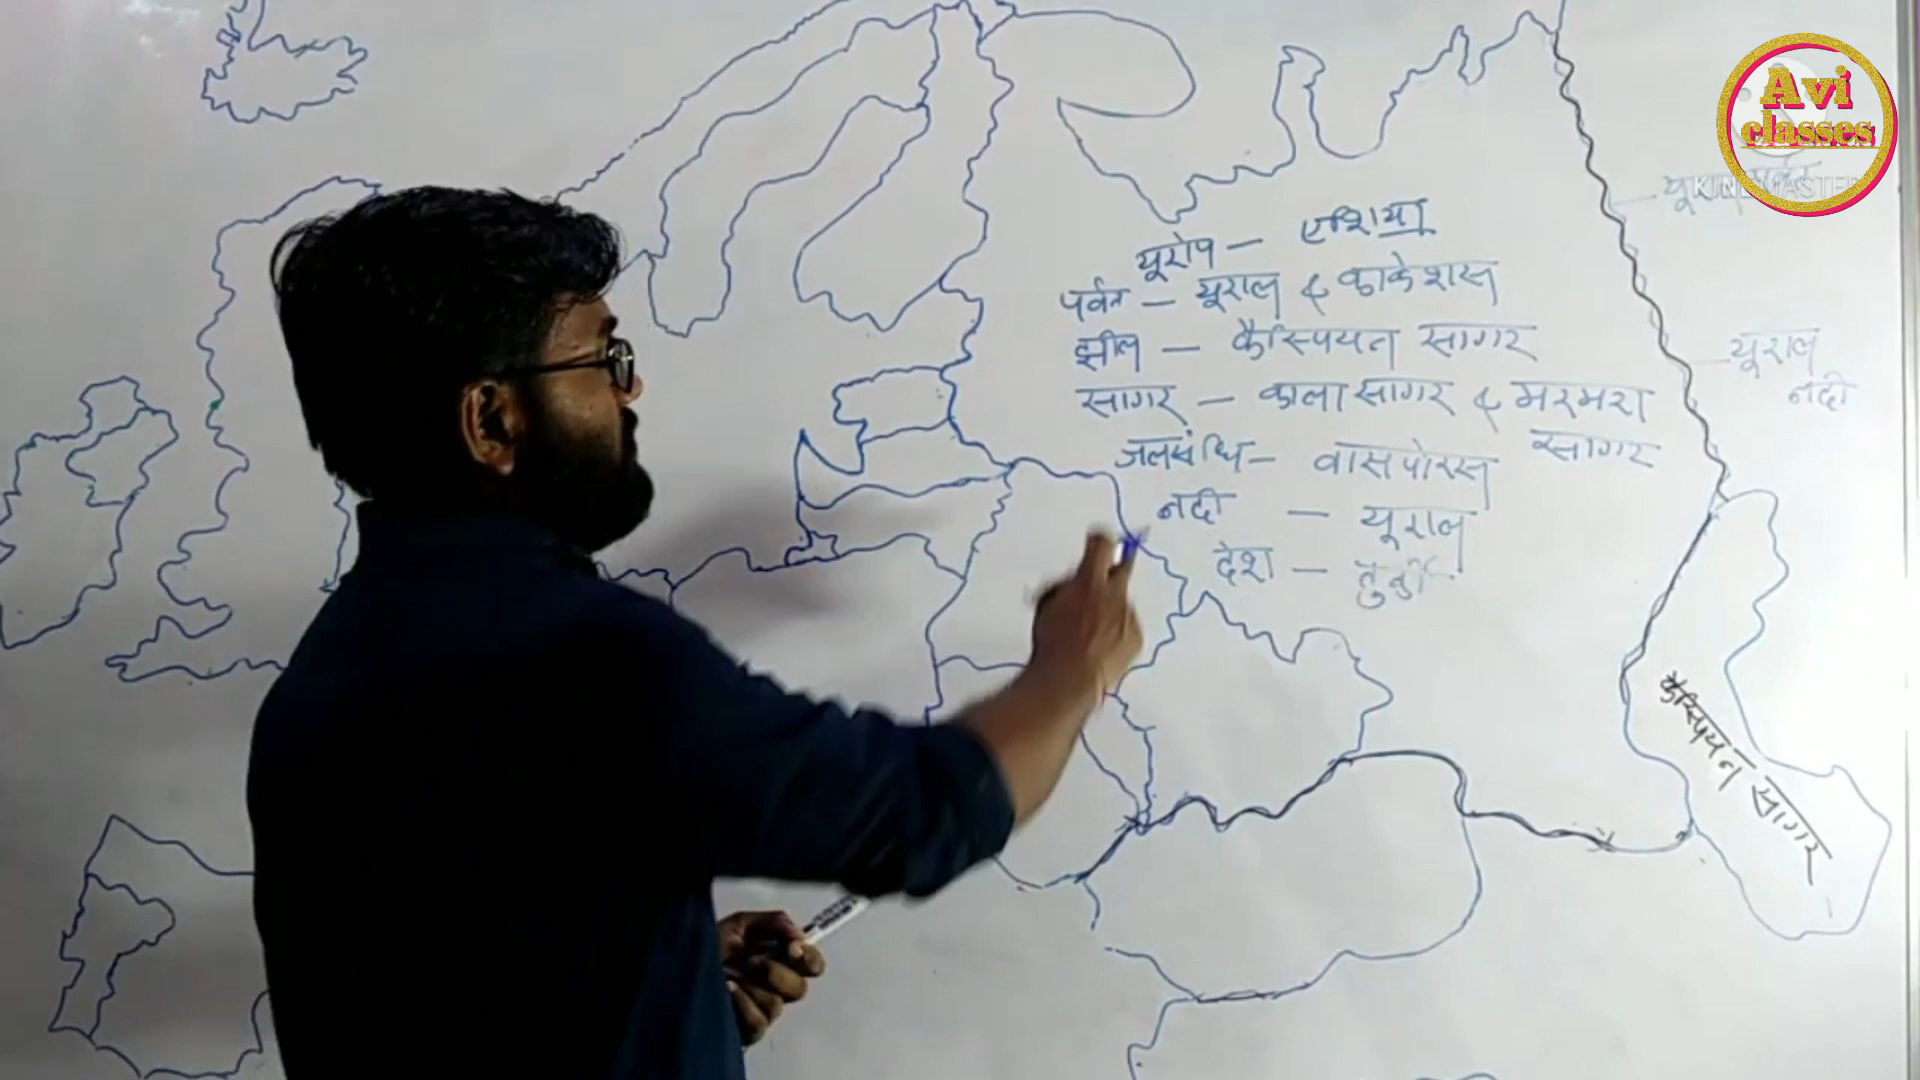 Avi
classes
KINEMASTER
यूरोप - एशिया
पर्वत - यूराल & काकेशस
झील - कैस्पियन सागर
सागर - काला सागर & मरमरा
सागर
जलसंधि - वासपोरस
नदी - यूराल
देश - तुर्की
यूराल
नदी
कैस्पियन सागर